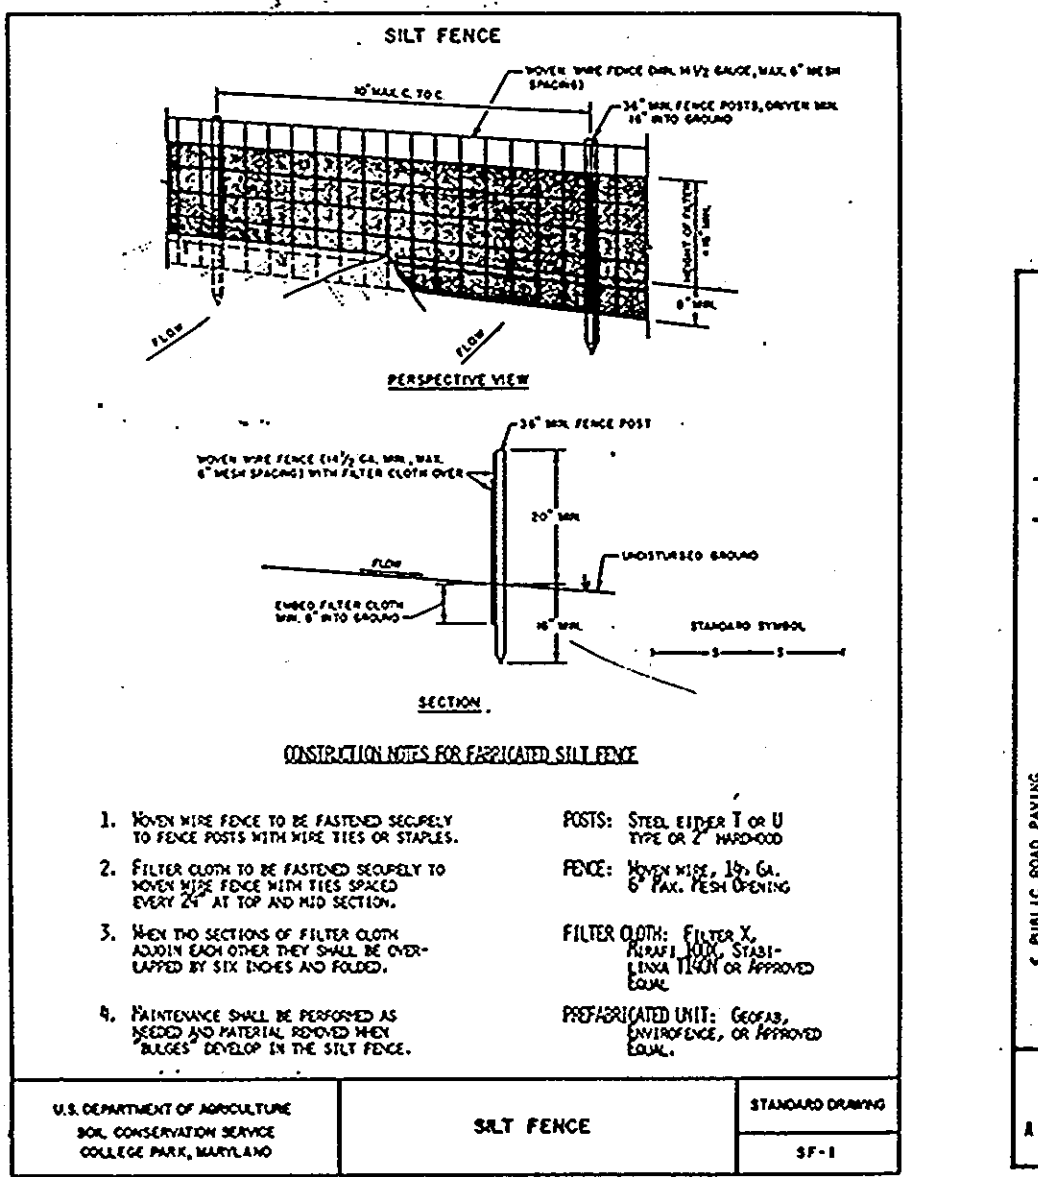 SILT FENCE
WOVEN WIRE FENCE (MIN. 14 1/2 GAUGE, MAX. 6" MESH
SPACING)
10' MAX. C. TO C.
36" MIN. FENCE POSTS, DRIVEN MIN.
16" INTO GROUND
HEIGHT OF FILTER
= 16" MIN.
8" MIN.
FLOW
FLOW
PERSPECTIVE VIEW
36" MIN. FENCE POST
WOVEN WIRE FENCE (14 1/2 GA. MIN., MAX.
6" MESH SPACING) WITH FILTER CLOTH OVER
20" MIN.
UNDISTURBED GROUND
FLOW
EMBED FILTER CLOTH
MIN. 8" INTO GROUND
16" MIN.
STANDARD SYMBOL
S S
SECTION
CONSTRUCTION NOTES FOR FABRICATED SILT FENCE
1. WOVEN WIRE FENCE TO BE FASTENED SECURELY
TO FENCE POSTS WITH WIRE TIES OR STAPLES.
2. FILTER CLOTH TO BE FASTENED SECURELY TO
WOVEN WIRE FENCE WITH TIES SPACED
EVERY 24" AT TOP AND MID SECTION.
3. WHEN TWO SECTIONS OF FILTER CLOTH
ADJOIN EACH OTHER THEY SHALL BE OVER-
LAPPED BY SIX INCHES AND FOLDED.
4. MAINTENANCE SHALL BE PERFORMED AS
NEEDED AND MATERIAL REMOVED WHEN
"BULGES" DEVELOP IN THE SILT FENCE.
POSTS: STEEL EITHER T OR U
TYPE OR 2" HARDWOOD
FENCE: WOVEN WIRE, GA.
6" MAX. MESH OPENING
FILTER CLOTH: FILTER X,
MIRAFI 100X, STABI-
LINKA T140N OR APPROVED
EQUAL
PREFABRICATED UNIT: GEOFAB,
ENVIROFENCE, OR APPROVED
EQUAL.
U.S. DEPARTMENT OF AGRICULTURE
SOIL CONSERVATION SERVICE
COLLEGE PARK, MARYLAND
SILT FENCE
STANDARD DRAWING
SF-1
PUBLIC ROAD PAVING
A